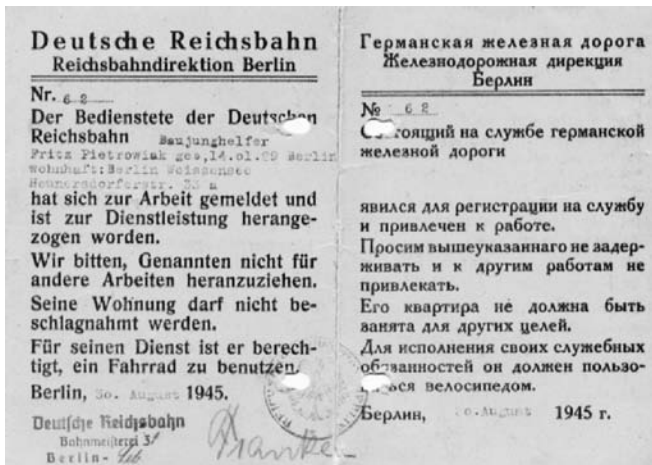 Deutsche Reichsbahn
Reichsbahndirektion Berlin
Nr. 62
Der Bedienstete der Deutschen
Reichsbahn Baujunghelfer
Fritz Pietrowiak geb,14.01.29 Berlin
wohnhaft:Berlin Weissensee
33 a
hat sich zur Arbeit gemeldet und
ist zur Dienstleistung herange-
zogen worden.
Wir bitten, Genannten nicht für
andere Arbeiten heranzuziehen.
Seine Wohnung darf nicht be-
schlagnahmt werden.
Für seinen Dienst ist er berech-
tigt, ein Fahrrad zu benutzen.
Berlin, 30. August 1945.
Deutsche Reichsbahn
Bahnmeisterei 31
Berlin-
Германская железная дорога
Железнодорожная дирекция
Берлин
№ 62
Состоящий на службе германской
железной дороги
явился для регистрации на службу
и привлечен к работе.
Просим вышеуказаннаго не задер-
живать и к другим работам не
привлекать.
Его квартира не должна быть
занята для других целей.
Для исполнения своих служебных
обязанностей он должен пользо-
ваться велосипедом.
Берлин, August 1945 г.